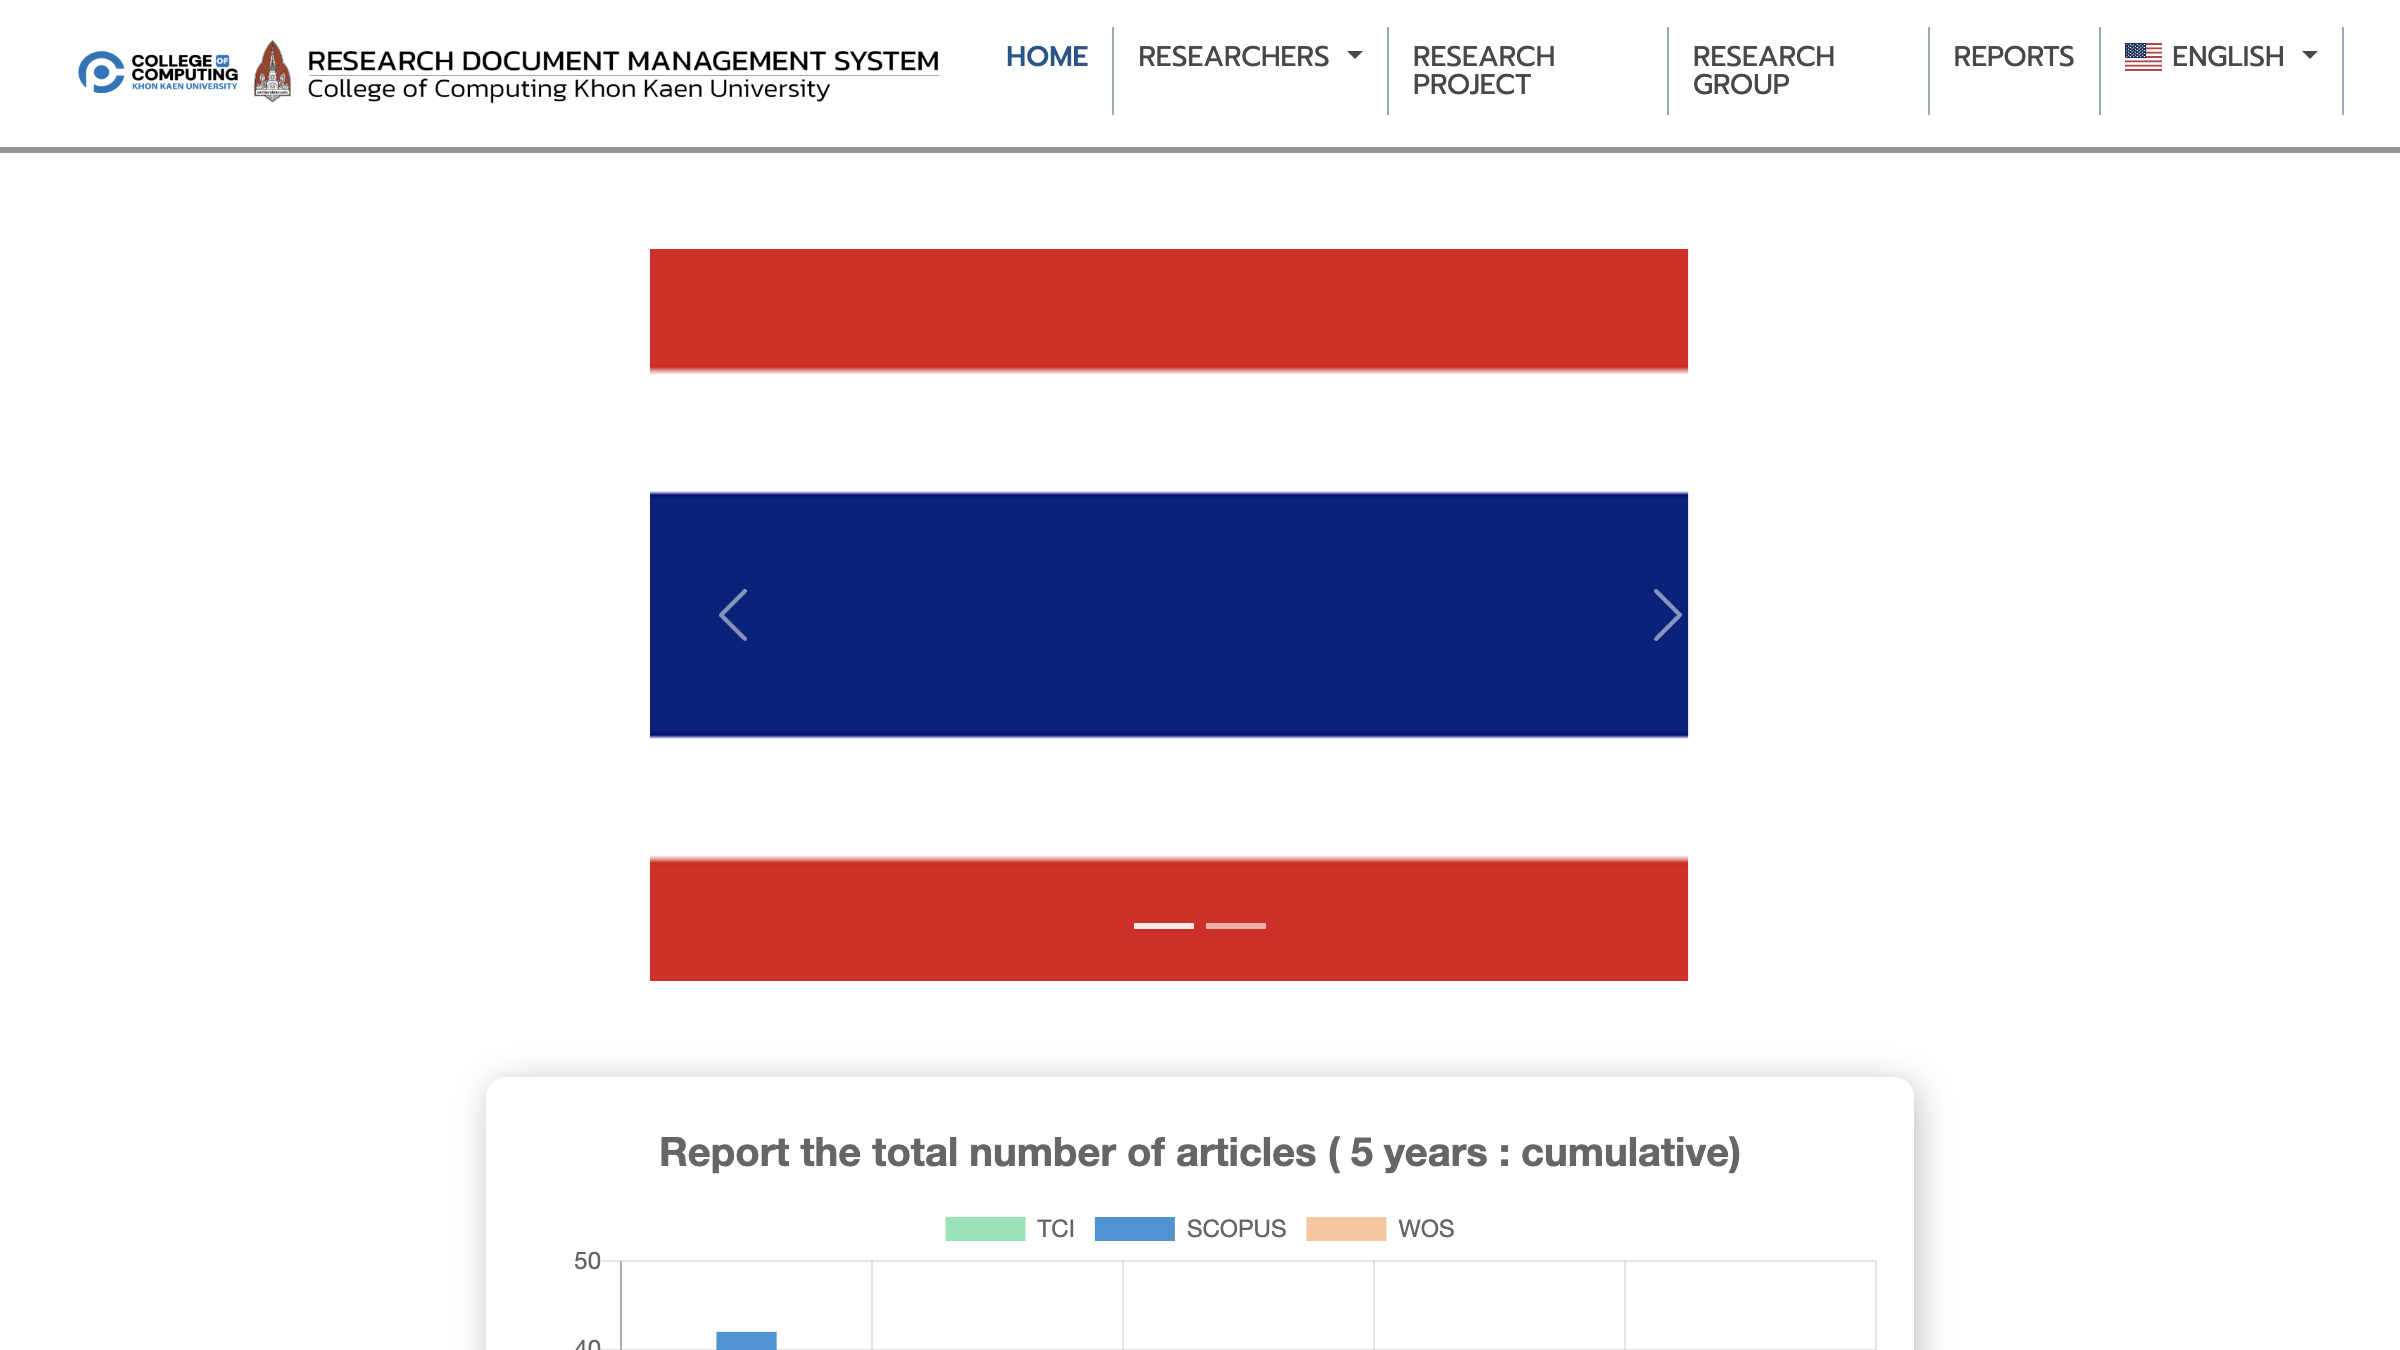 COLLEGE OF
COMPUTING
KHON KAEN UNIVERSITY
RESEARCH DOCUMENT MANAGEMENT SYSTEM
College of Computing Khon Kaen University
HOME
RESEARCHERS
RESEARCH
PROJECT
RESEARCH
GROUP
REPORTS
ENGLISH
Report the total number of articles ( 5 years : cumulative)
TCI SCOPUS WOS
50
40